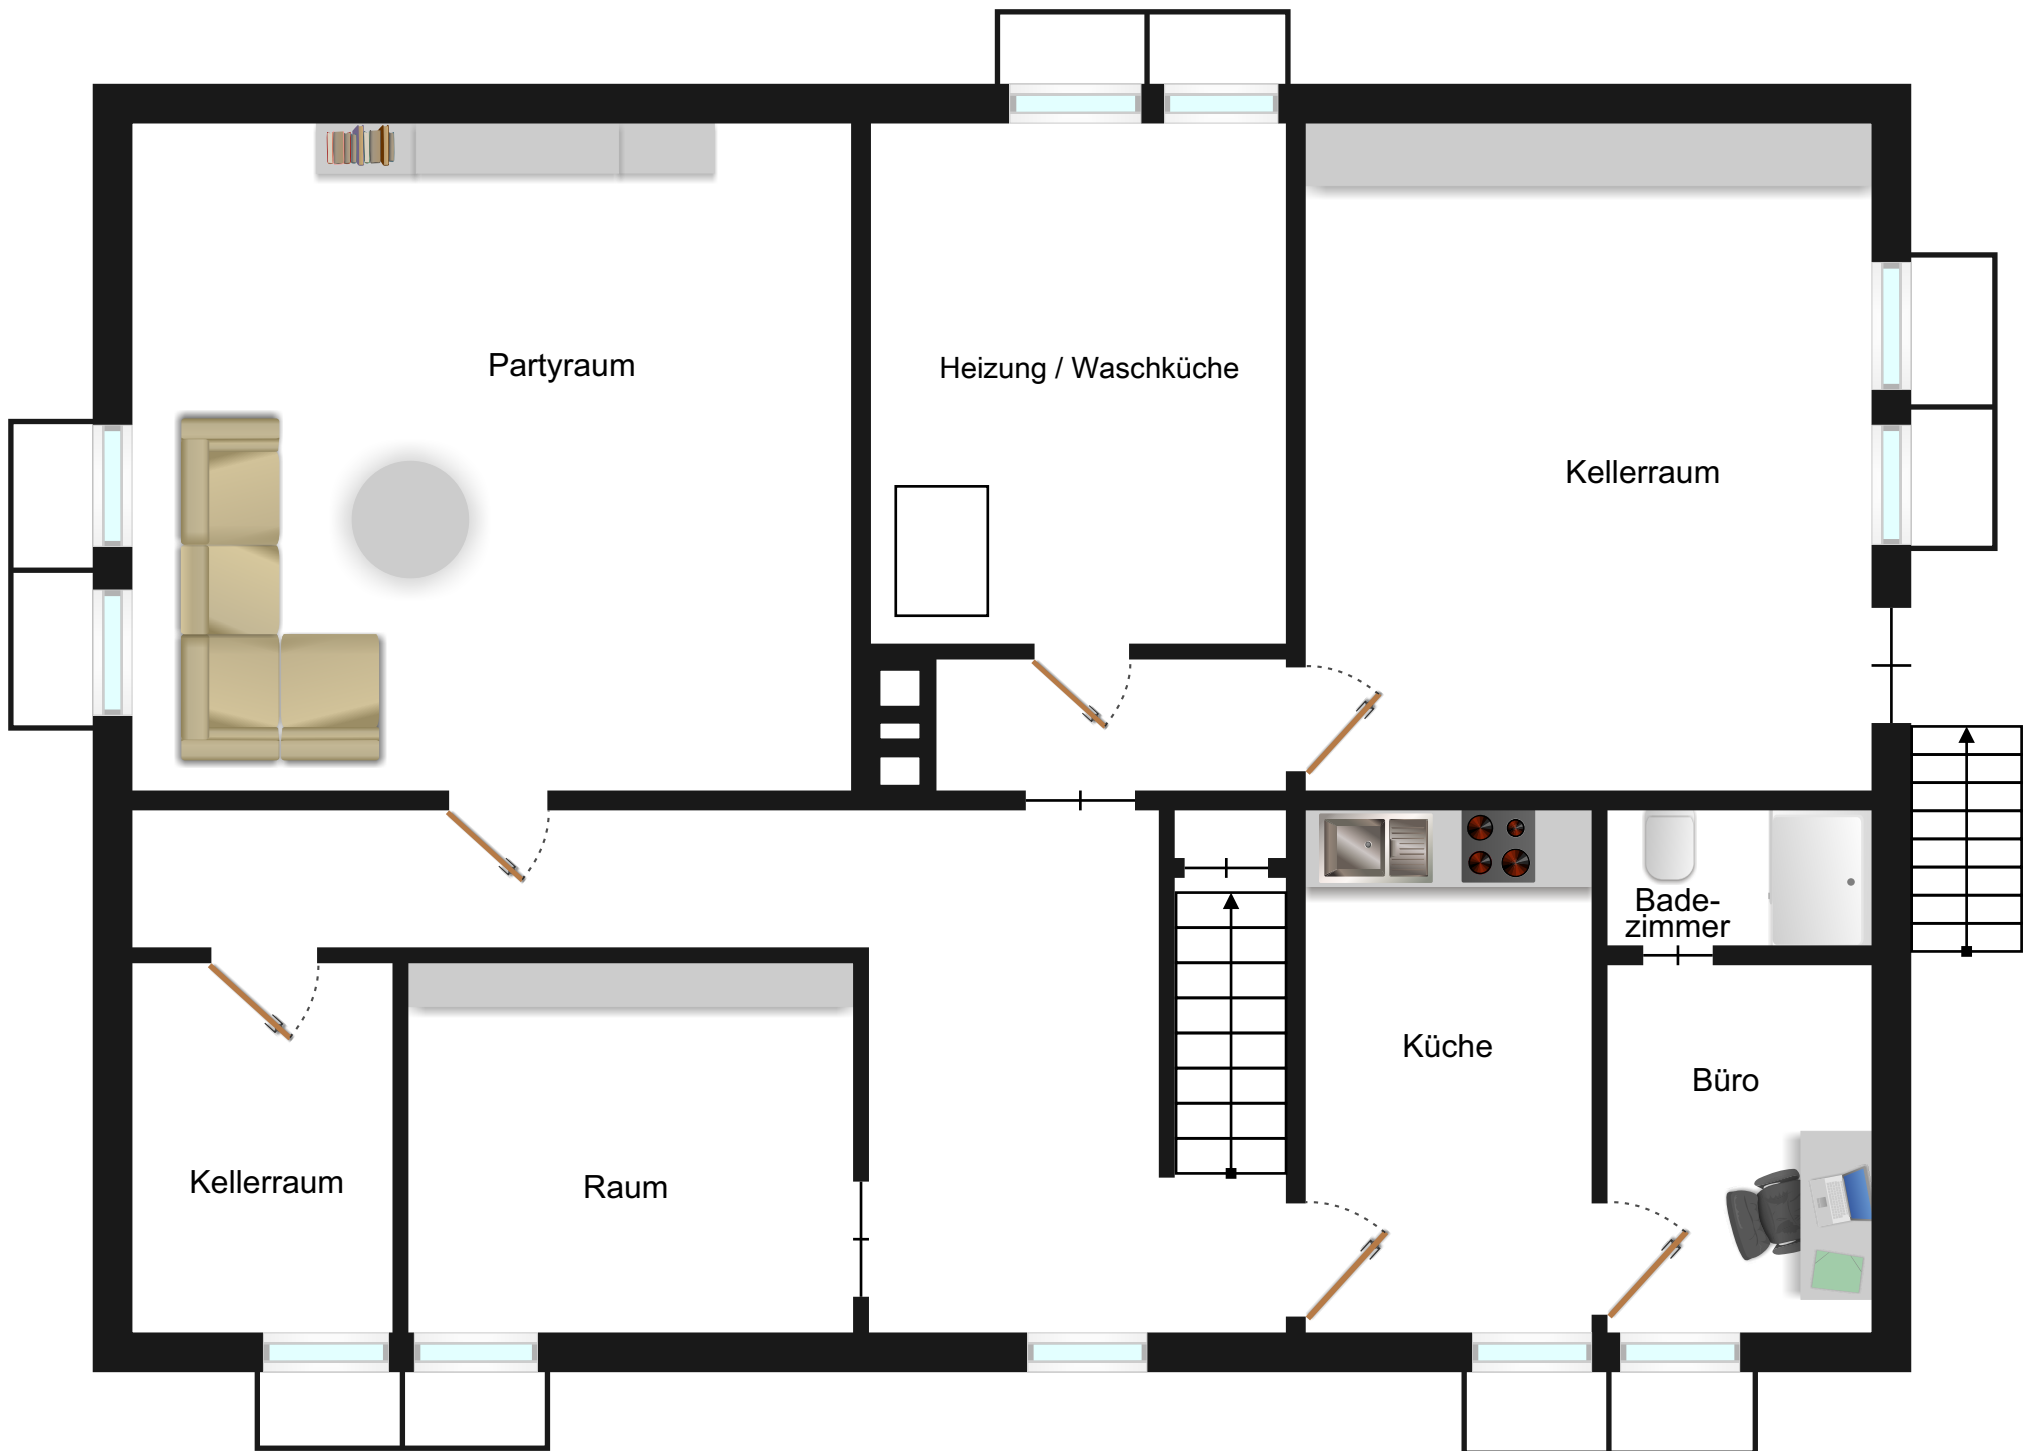 Partyraum
Heizung / Waschküche
Kellerraum
Bade-
zimmer
Küche
Büro
Kellerraum
Raum